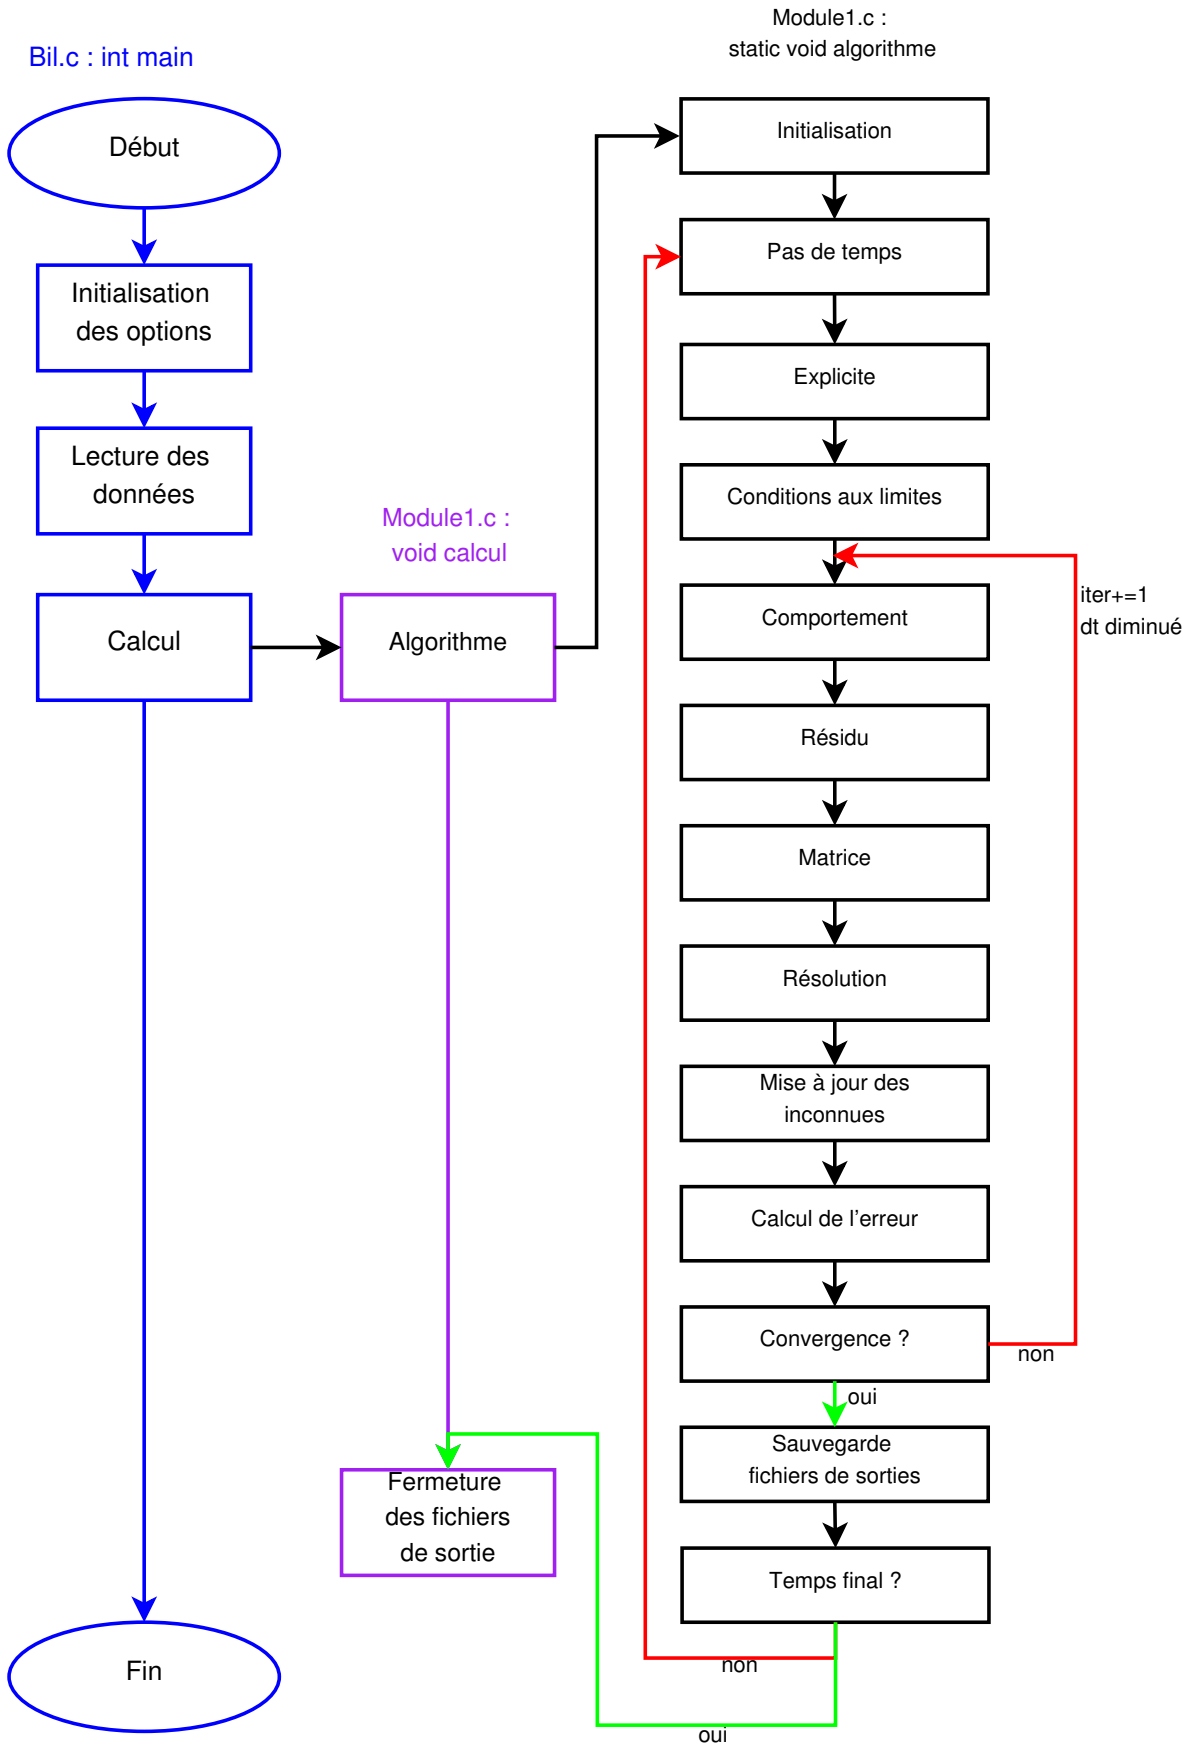 Bil.c : int main
Début
Initialisation
des options
Lecture des
données
Calcul
Fin
Module1.c :
void calcul
Algorithme
Fermeture
des fichiers
de sortie
Module1.c :
static void algorithme
Initialisation
Pas de temps
Explicite
Conditions aux limites
Comportement
iter+=1
dt diminué
Résidu
Matrice
Résolution
Mise à jour des
inconnues
Calcul de l'erreur
Convergence ?
non
oui
Sauvegarde
fichiers de sorties
Temps final ?
non
oui